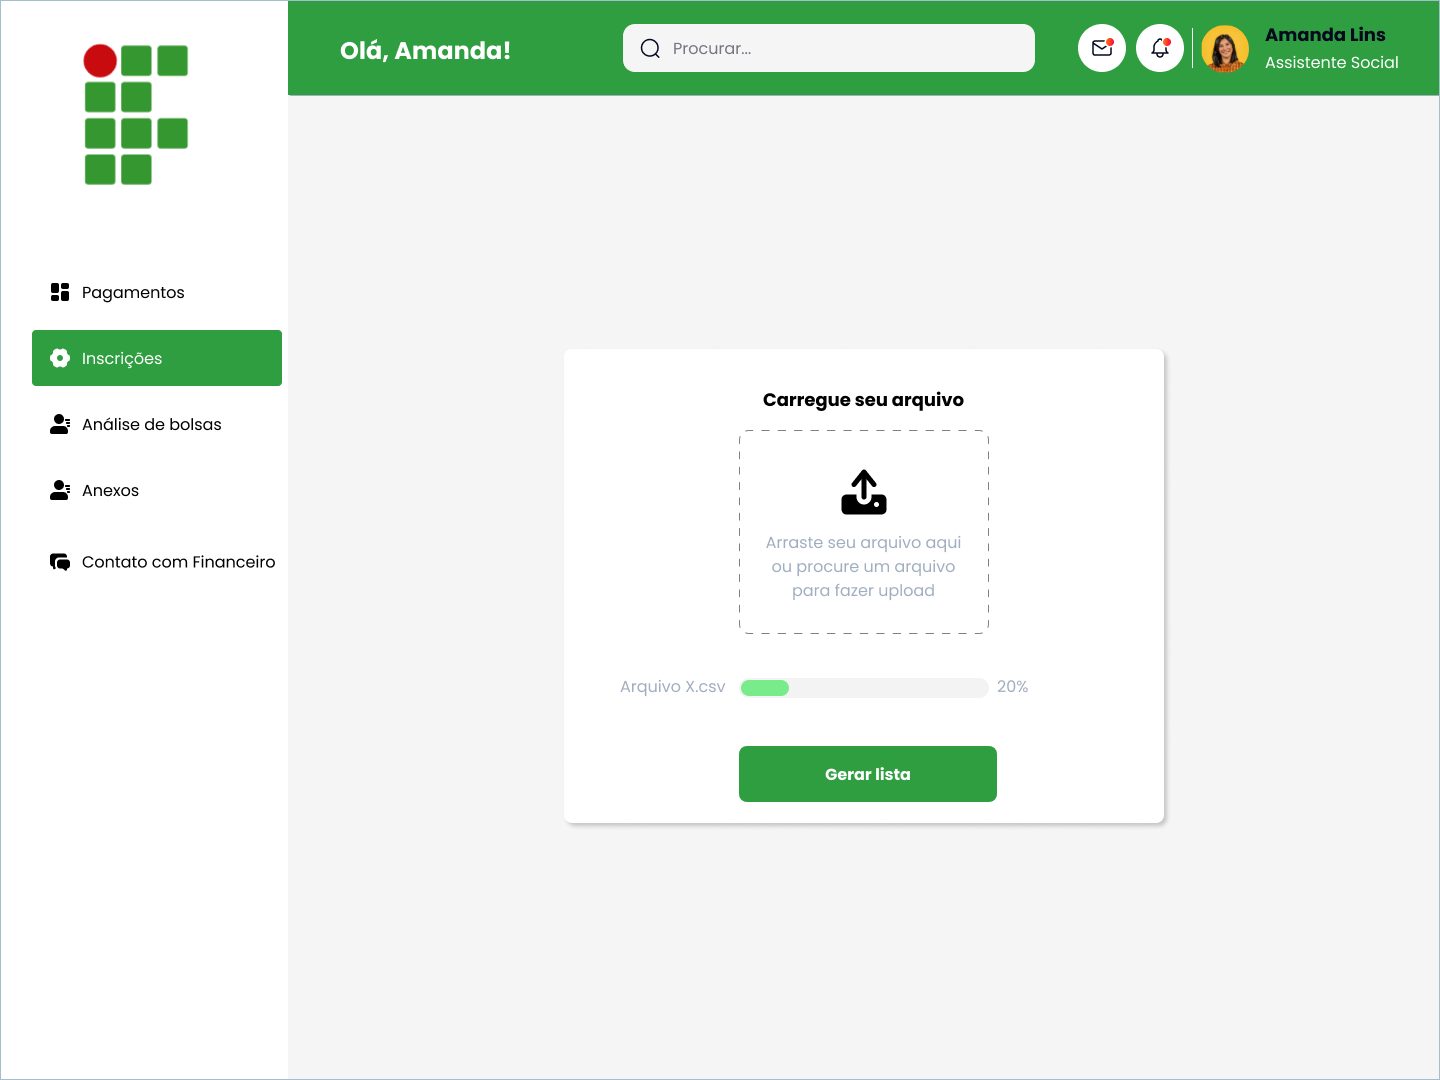 Olá, Amanda!
Procurar...
Amanda Lins
Assistente Social
Pagamentos
Inscrições
Análise de bolsas
Anexos
Contato com Financeiro
Carregue seu arquivo
Arraste seu arquivo aqui
ou procure um arquivo
para fazer upload
Arquivo X.csv 20%
Gerar lista